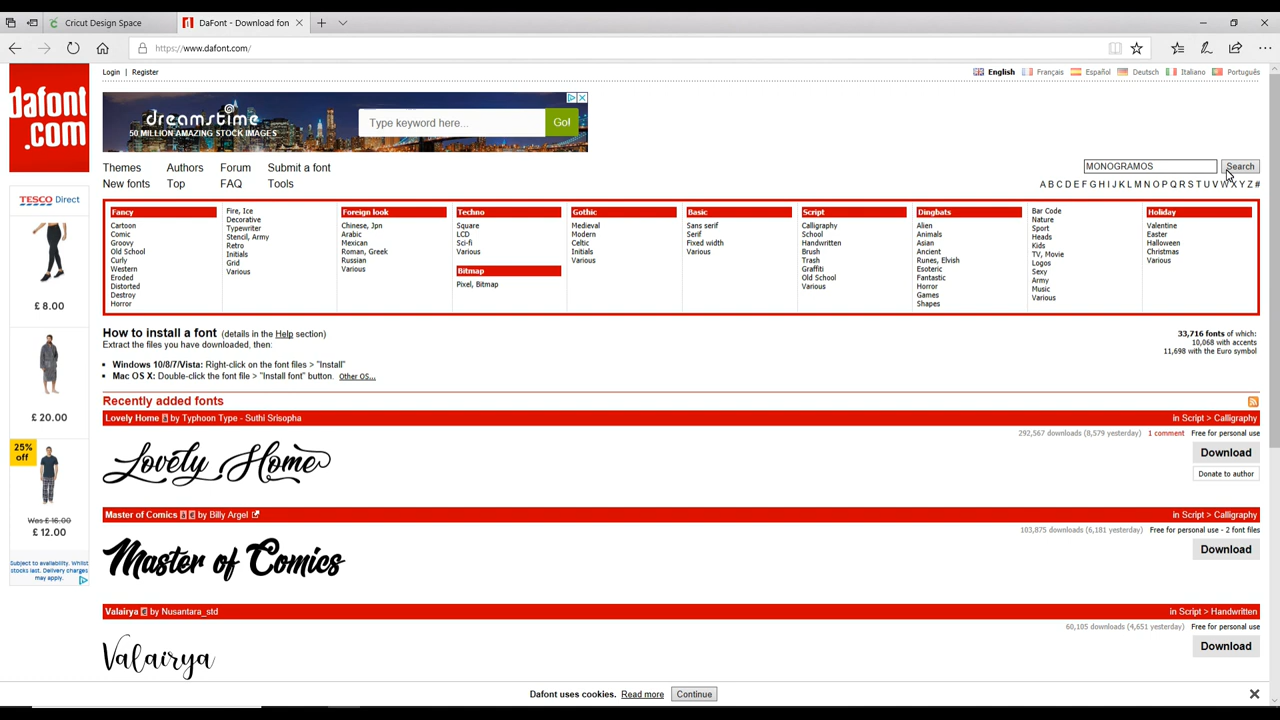 Cricut Design Space
DaFont - Download fon
https://www.dafont.com/
dafont
.com
Login | Register
English Français Español Deutsch Italiano Português
dreamstime
50 MILLION AMAZING STOCK IMAGES
Type keyword here...
Go!
Themes Authors Forum Submit a font
New fonts Top FAQ Tools
MONOGRAMOS
Search
A B C D E F G H I J K L M N O P Q R S T U V W X Y Z #
Fancy
Cartoon
Comic
Groovy
Old School
Curly
Western
Eroded
Distorted
Destroy
Horror
Fire, Ice
Decorative
Typewriter
Stencil, Army
Retro
Initials
Grid
Various
Foreign look
Chinese, Jpn
Arabic
Mexican
Roman, Greek
Russian
Various
Techno
Square
LCD
Sci-fi
Various
Bitmap
Pixel, Bitmap
Gothic
Medieval
Modern
Celtic
Initials
Various
Basic
Sans serif
Serif
Fixed width
Various
Script
Calligraphy
School
Handwritten
Brush
Trash
Graffiti
Old School
Various
Dingbats
Alien
Animals
Asian
Ancient
Runes, Elvish
Esoteric
Fantastic
Horror
Games
Shapes
Bar Code
Nature
Sport
Heads
Kids
TV, Movie
Logos
Sexy
Army
Music
Various
Holiday
Valentine
Easter
Halloween
Christmas
Various
TESCO Direct
£ 8.00
£ 20.00
25%
off
Was £ 16.00
£ 12.00
Subject to availability. Whilst
stocks last. Delivery charges
may apply.
How to install a font (details in the Help section)
Extract the files you have downloaded, then:
Windows 10/8/7/Vista: Right-click on the font files > "Install"
Mac OS X: Double-click the font file > "Install font" button. Other OS...
33,716 fonts of which:
10,068 with accents
11,698 with the Euro symbol
Recently added fonts
Lovely Home à by Typhoon Type - Suthi Srisopha
in Script > Calligraphy
292,567 downloads (8,579 yesterday) 1 comment Free for personal use
Lovely Home
Download
Donate to author
Master of Comics à € by Billy Argel
in Script > Calligraphy
103,875 downloads (6,181 yesterday) Free for personal use - 2 font files
Master of Comics
Download
Valairya € by Nusantara_std
in Script > Handwritten
60,105 downloads (4,651 yesterday) Free for personal use
Valairya
Download
Dafont uses cookies. Read more Continue